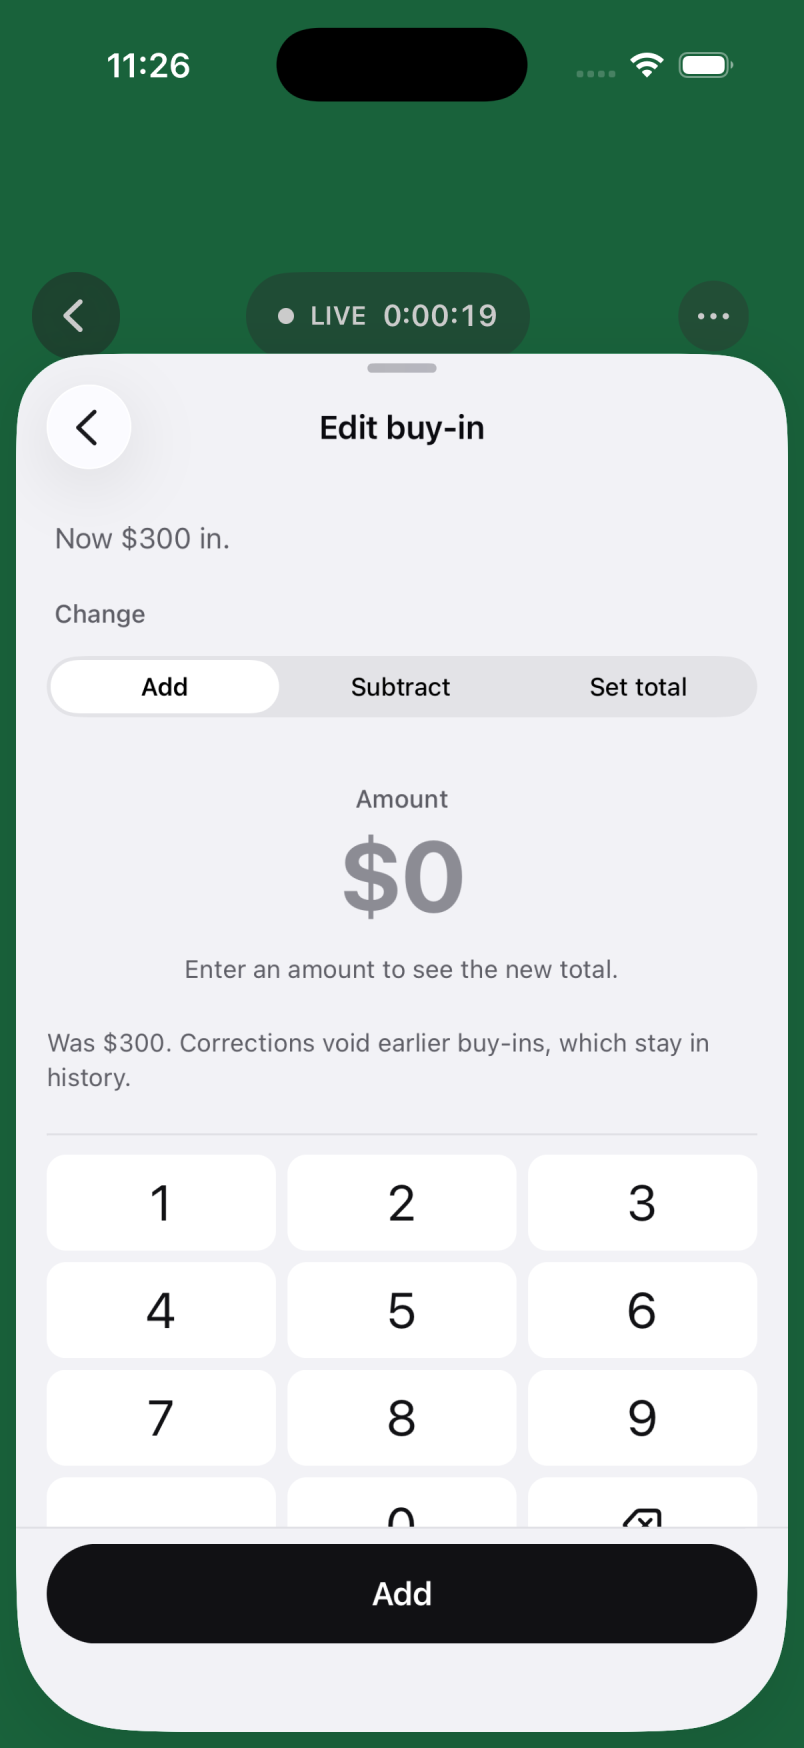 11:26
LIVE 0:00:19
Edit buy-in
Now $300 in.
Change
Add Subtract Set total
Amount
$0
Enter an amount to see the new total.
Was $300. Corrections void earlier buy-ins, which stay in
history.
1 2 3
4 5 6
7 8 9
0
Add